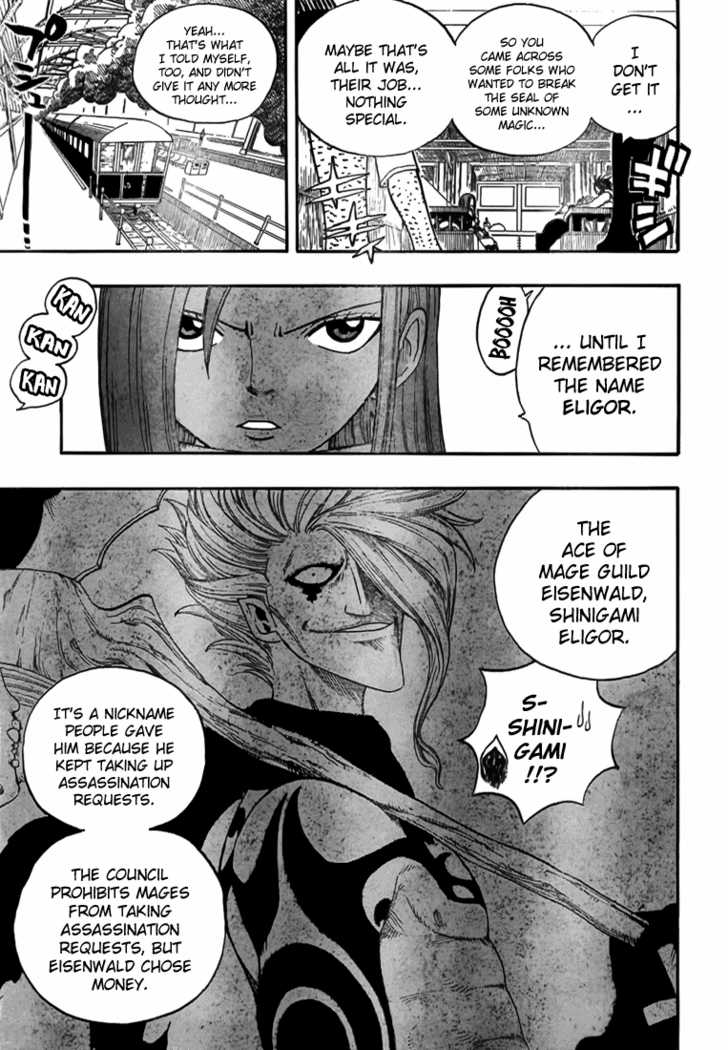 I
DON'T
GET IT
...
SO YOU
CAME ACROSS
SOME FOLKS WHO
WANTED TO BREAK
THE SEAL OF
SOME UNKNOWN
MAGIC...
MAYBE THAT'S
ALL IT WAS,
THEIR JOB...
NOTHING
SPECIAL.
YEAH...
THAT'S WHAT
I TOLD MYSELF,
TOO, AND DIDN'T
GIVE IT ANY MORE
THOUGHT...
プシュー
... UNTIL I
REMEMBERED
THE NAME
ELIGOR.
BOOOOH
KAN
KAN
KAN
THE
ACE OF
MAGE GUILD
EISENWALD,
SHINIGAMI
ELIGOR.
S-
SHINI-
GAMI
!!?
IT'S A NICKNAME
PEOPLE GAVE
HIM BECAUSE HE
KEPT TAKING UP
ASSASSINATION
REQUESTS.
THE COUNCIL
PROHIBITS MAGES
FROM TAKING
ASSASSINATION
REQUESTS, BUT
EISENWALD CHOSE
MONEY.